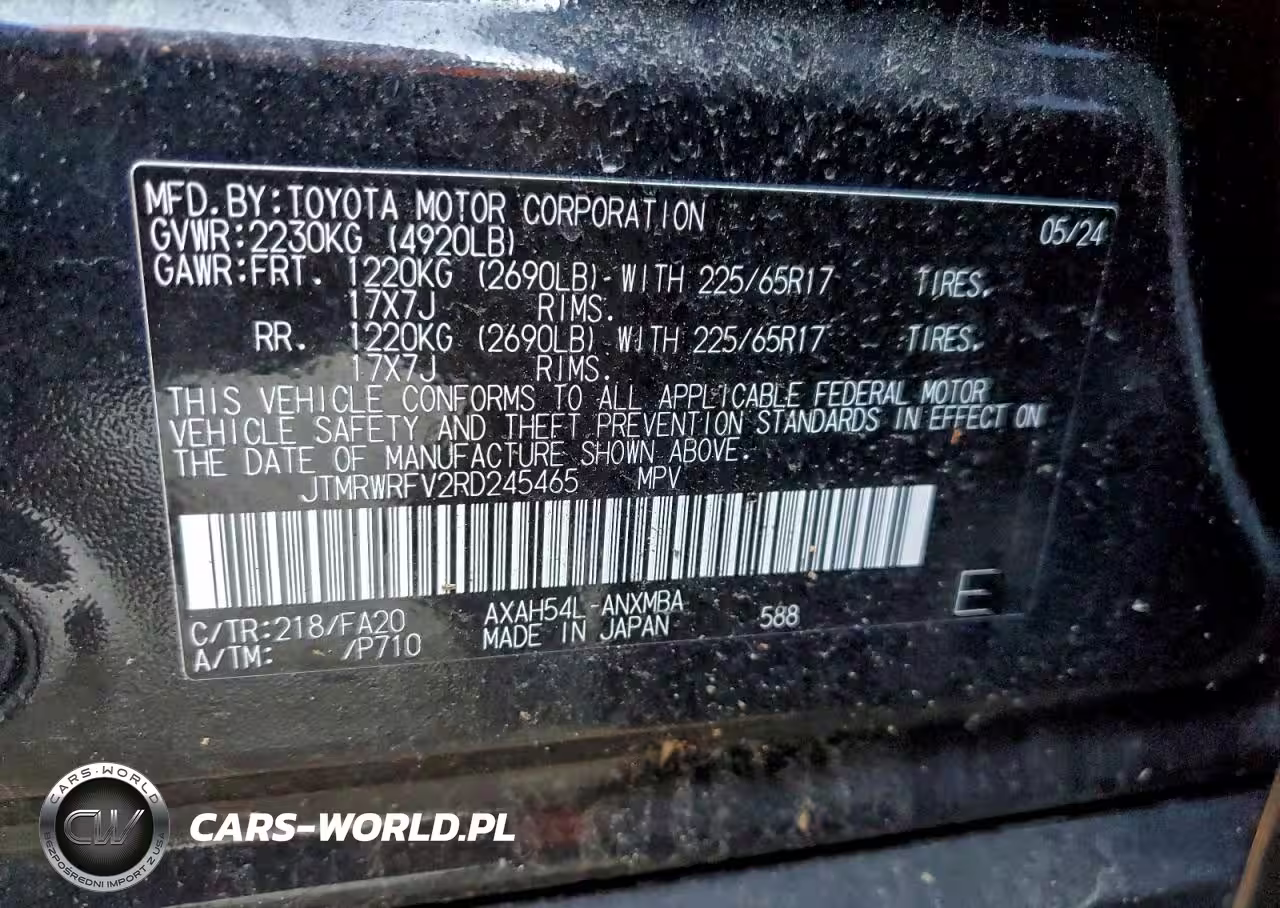 MFD. BY: TOYOTA MOTOR CORPORATION 05/24
GVWR: 2230KG (4920LB)
GAWR: FRT. 1220KG (2690LB) WITH 225/65R17 TIRES.
17X7J RIMS.
RR. 1220KG (2690LB) WITH 225/65R17 TIRES.
17X7J RIMS.
THIS VEHICLE CONFORMS TO ALL APPLICABLE FEDERAL MOTOR
VEHICLE SAFETY AND THEFT PREVENTION STANDARDS IN EFFECT ON
THE DATE OF MANUFACTURE SHOWN ABOVE.
JTMRWRFV2RD245465 MPV
C/TR: 218/FA20 AXAH54L-ANXMBA 588 E
A/TM: /P710 MADE IN JAPAN
CARS-WORLD
CW
BEZPOŚREDNI IMPORT Z USA
CARS-WORLD.PL